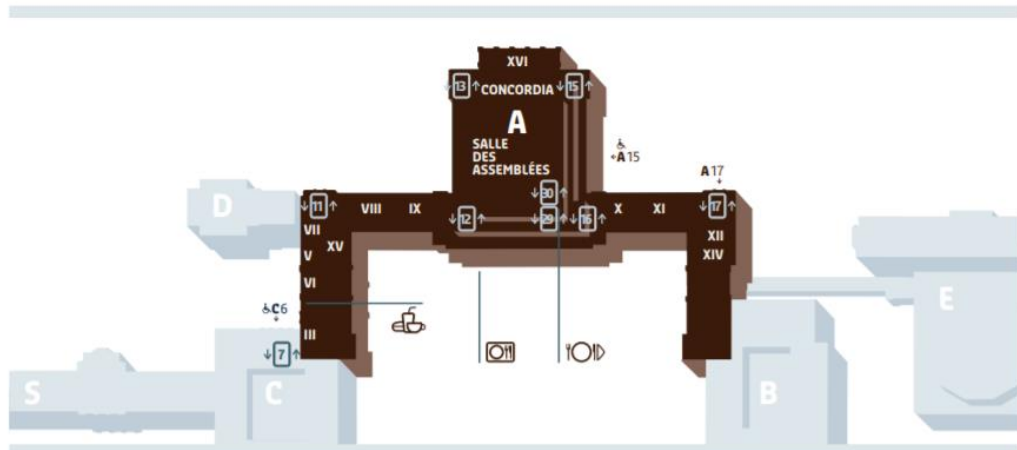 XVI
↓13↑
CONCORDIA
↓15↑
A
SALLE
DES
ASSEMBLÉES
←A15
A17
↓
D
↓11↑
VIII
IX
↓12↑
↓30↑
↓29↑
↓16↑
X
XI
↓17↑
VII
XV
V
VI
XII
XIV
C6
↓
III
↓7↑
S
C
B
E